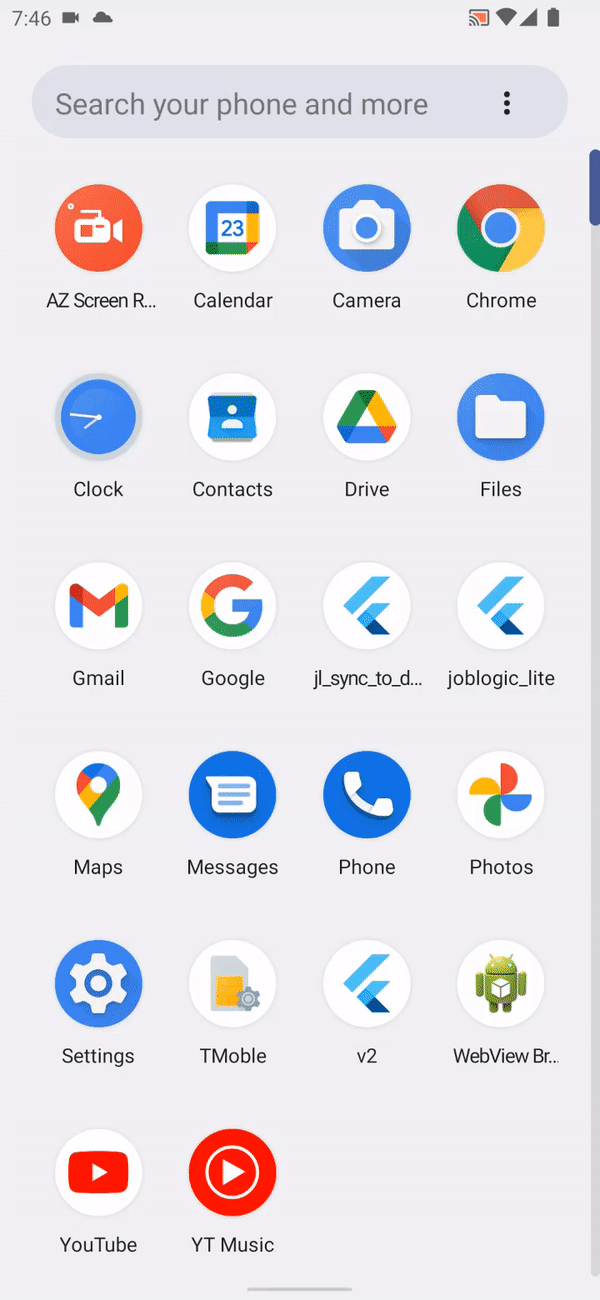 7:46
Search your phone and more
23
AZ Screen R... Calendar Camera Chrome
Clock Contacts Drive Files
Gmail Google jl_sync_to_d... joblogic_lite
Maps Messages Phone Photos
Settings TMoble v2 WebView Br...
YouTube YT Music